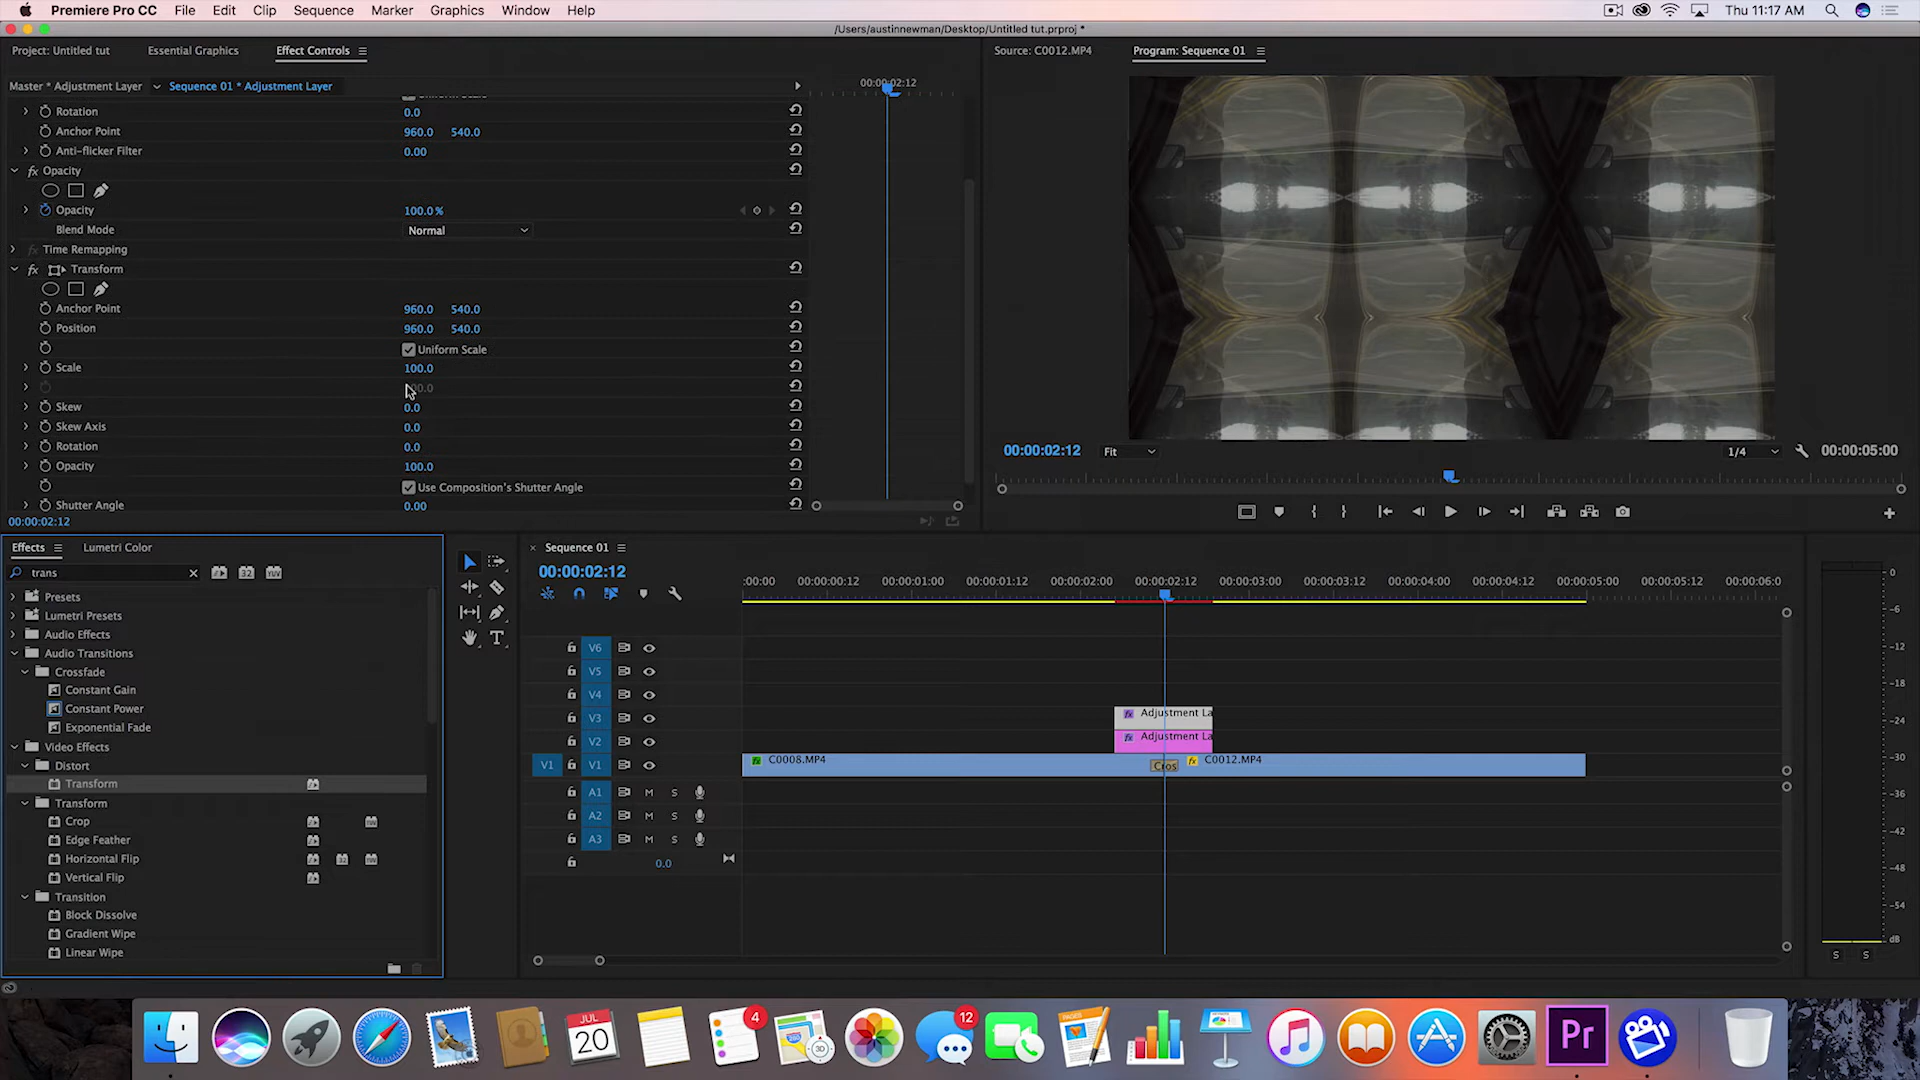 Premiere Pro CC File Edit Clip Sequence Marker Graphics Window Help Thu 11:17 AM
/Users/austinnewman/Desktop/Untitled tut.prproj *
Project: Untitled tut Essential Graphics Effect Controls
Source: C0012.MP4 Program: Sequence 01
Master * Adjustment Layer Sequence 01 * Adjustment Layer
00:00:02:12
Uniform Scale
Rotation 0.0
Anchor Point 960.0 540.0
Anti-flicker Filter 0.00
fx Opacity
Opacity 100.0 %
Blend Mode Normal
fx Time Remapping
fx Transform
Anchor Point 960.0 540.0
Position 960.0 540.0
Uniform Scale
Scale 100.0
Skew 0.0
Skew Axis 0.0
Rotation 0.0
Opacity 100.0
Use Composition's Shutter Angle
Shutter Angle 0.00
00:00:02:12
00:00:02:12 Fit 1/4 00:00:05:00
Effects Lumetri Color
trans
32 YUV
Presets
Lumetri Presets
Audio Effects
Audio Transitions
Crossfade
Constant Gain
Constant Power
Exponential Fade
Video Effects
Distort
Transform
Transform
Crop
Edge Feather
Horizontal Flip
Vertical Flip
Transition
Block Dissolve
Gradient Wipe
Linear Wipe
T
Sequence 01
00:00:02:12
:00:00 00:00:00:12 00:00:01:00 00:00:01:12 00:00:02:00 00:00:02:12 00:00:03:00 00:00:03:12 00:00:04:00 00:00:04:12 00:00:05:00 00:00:05:12 00:00:06:0
V6
V5
V4
V3 fx Adjustment La
V2 fx Adjustment La
V1 V1 fx C0008.MP4 Cros fx C0012.MP4
A1 M S
A2 M S
A3 M S
0.0
0
-6
-12
-18
-24
-30
-36
-42
-48
-54
dB
S S
JUL
20
4
280
3D
12
Pr